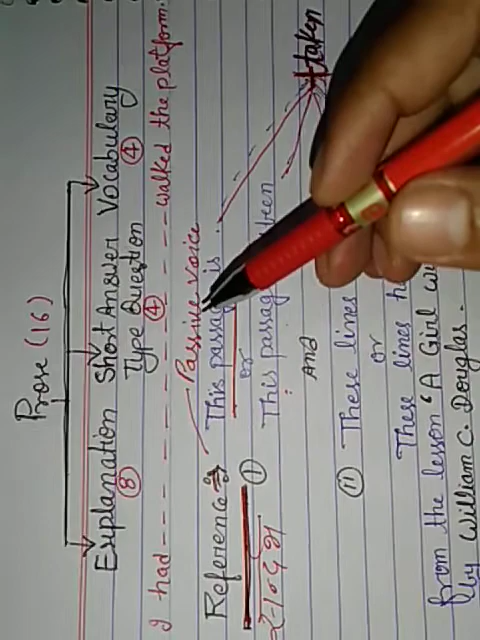 Prose (16)
Explanation Short Answer Vocabulary
Type Question
(8) (4) (4)
I had --- --- --- walked the platform.
Passive voice
Reference ⇒ (i) This passage is
taken
or
This passage
संदर्भ
And
(ii) These lines
or
These lines
from the lesson 'A Girl
by William C. Douglas.